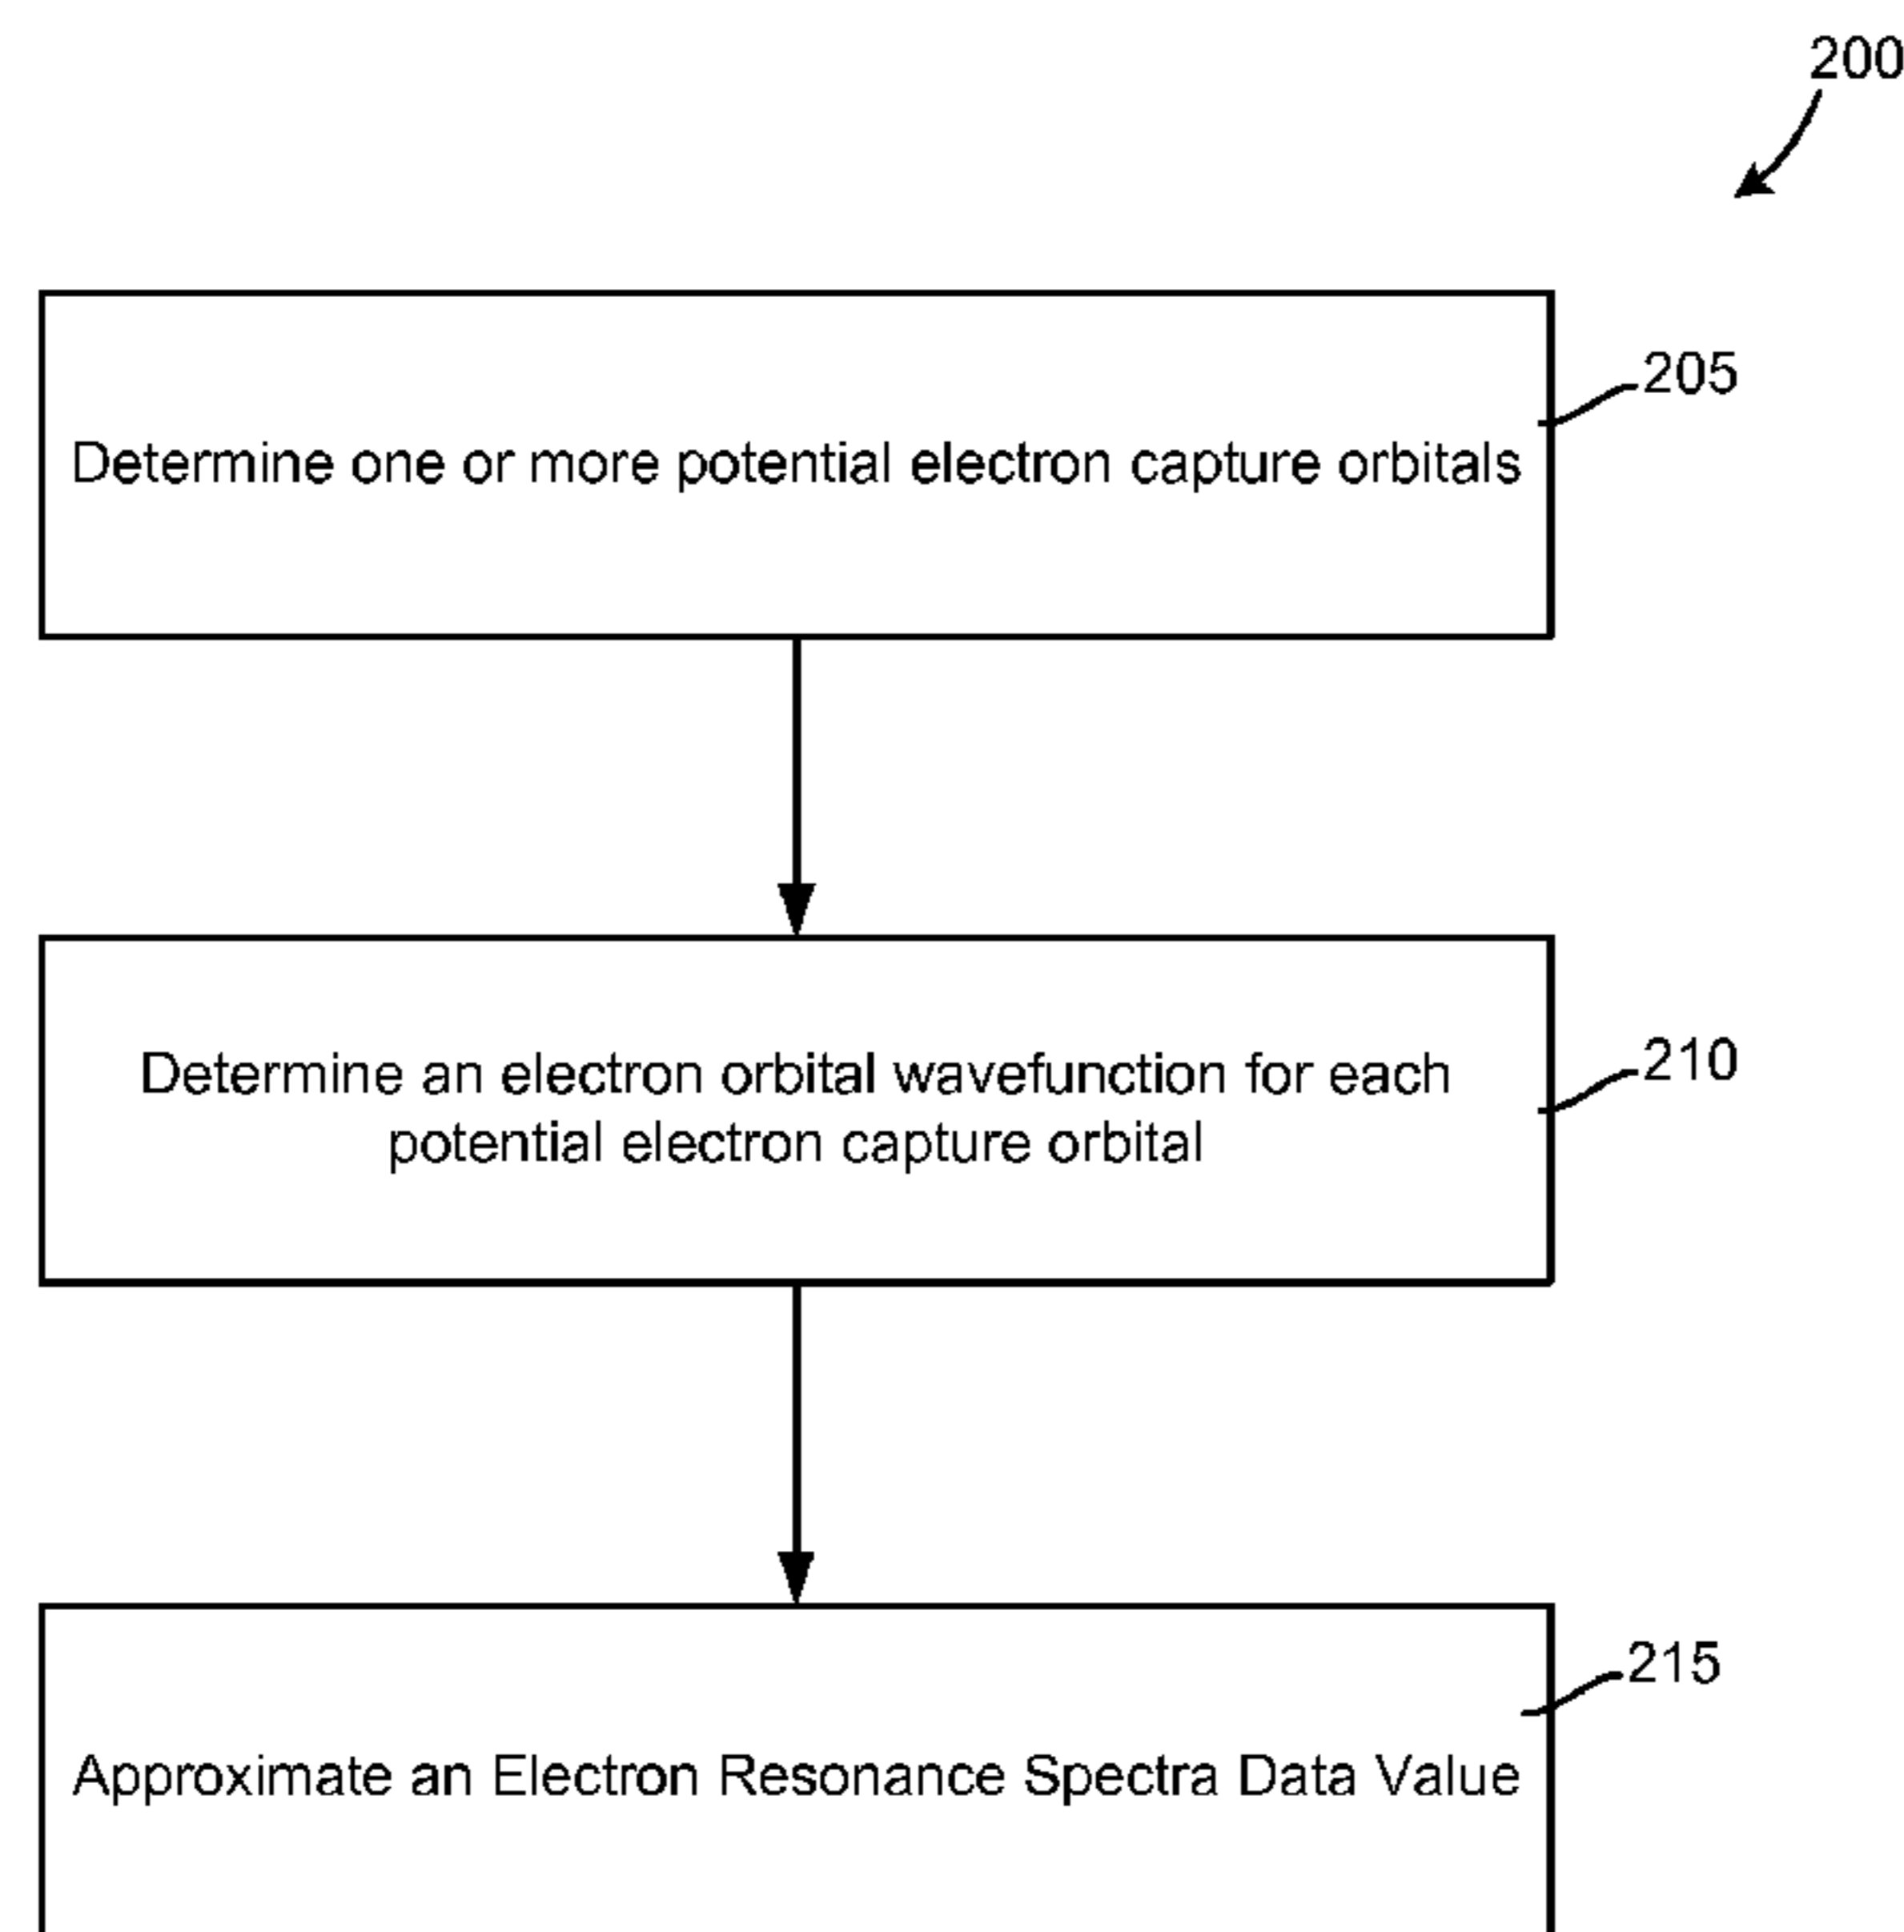 200
Determine one or more potential electron capture orbitals
205
Determine an electron orbital wavefunction for each
potential electron capture orbital
210
Approximate an Electron Resonance Spectra Data Value
215